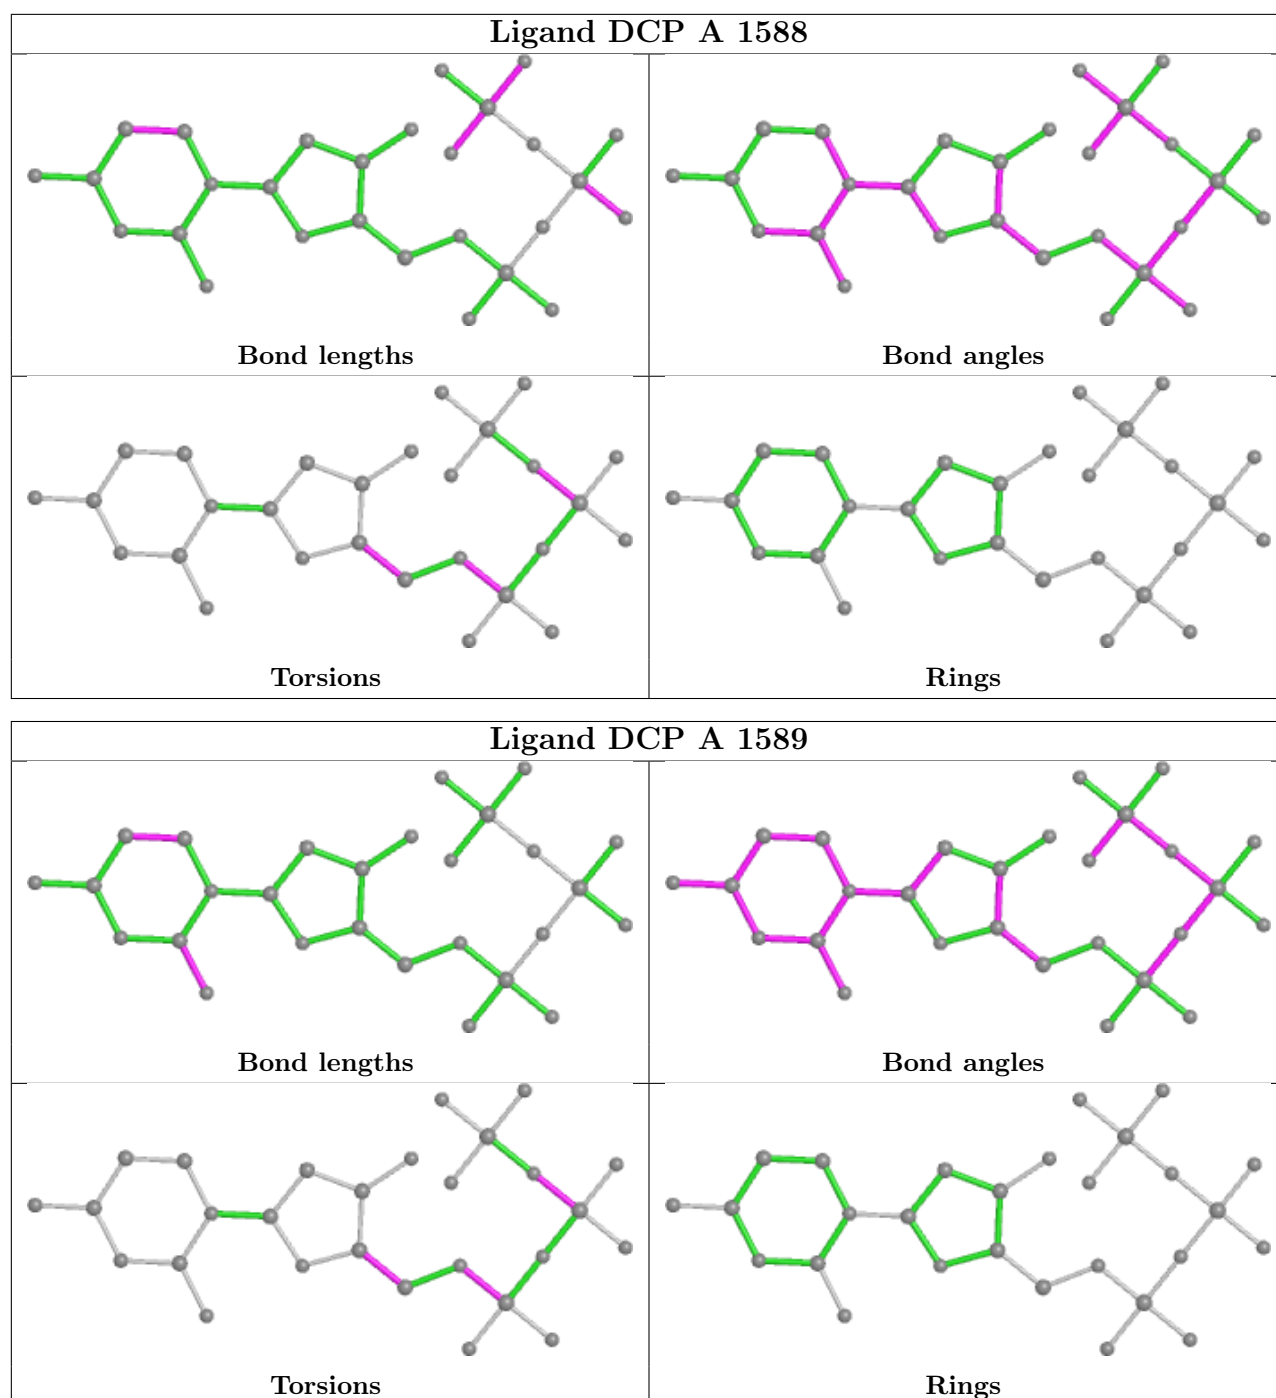 Ligand DCP A 1588
Bond lengths
Bond angles
Torsions
Rings
Ligand DCP A 1589
Bond lengths
Bond angles
Torsions
Rings